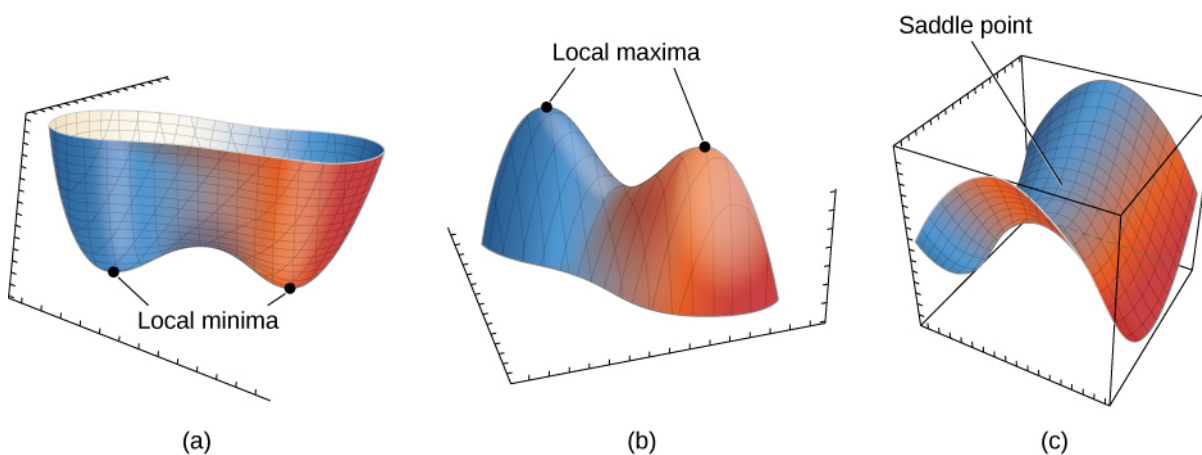 Saddle point
Local maxima
Local minima
(a)
(b)
(c)